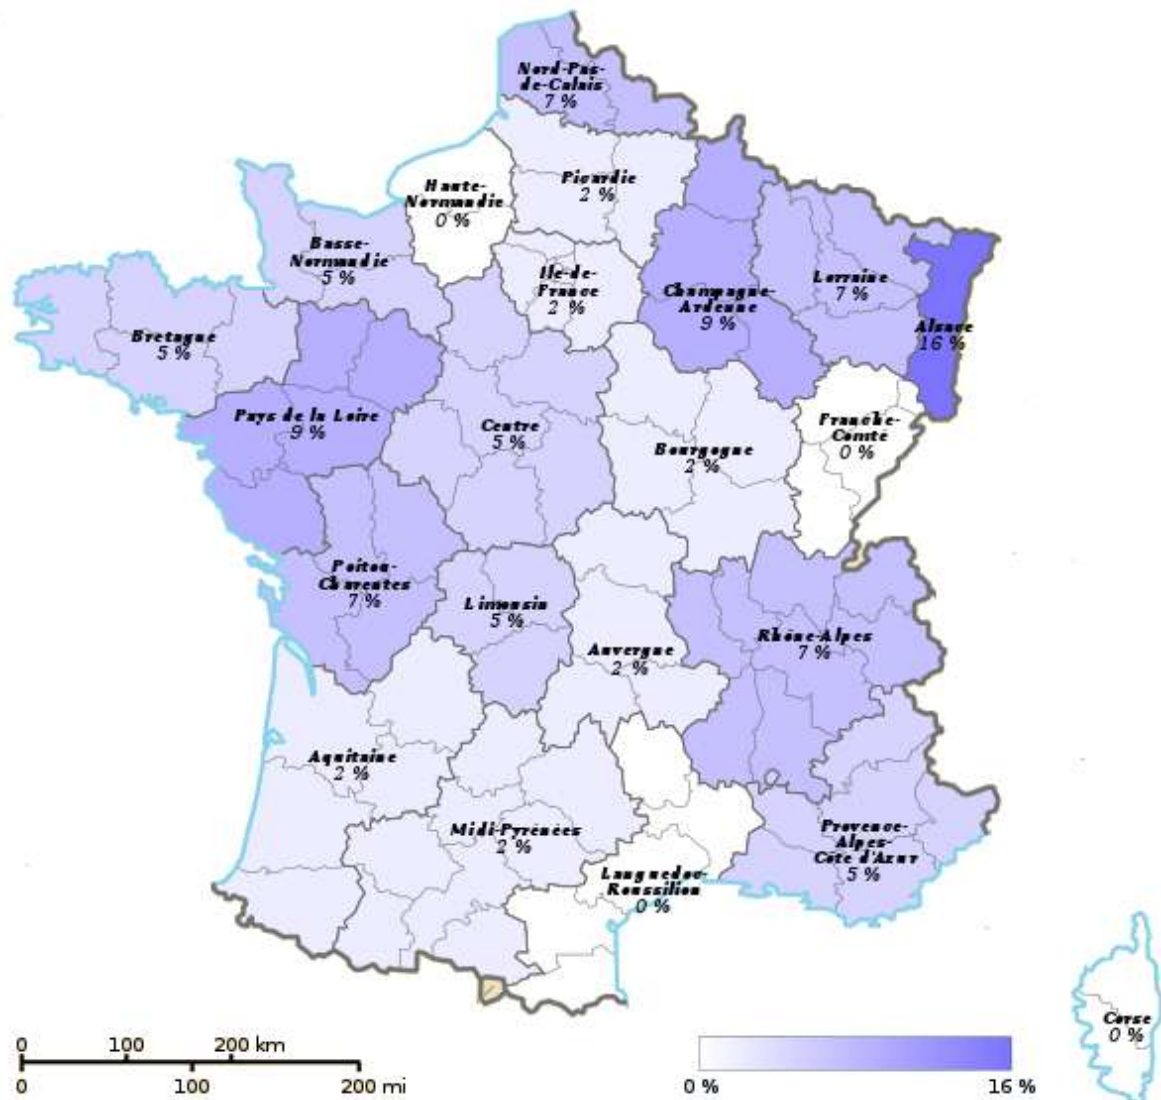 Nord-Pas-
de-Calais
7 %
Picardie
2 %
Haute-
Normandie
0 %
Basse-
Normandie
5 %
Ile-de-
France
2 %
Champagne-
Ardenne
9 %
Lorraine
7 %
Alsace
16 %
Bretagne
5 %
Pays de la Loire
9 %
Centre
5 %
Bourgogne
2 %
Franche-
Comté
0 %
Poitou-
Charentes
7 %
Limousin
5 %
Auvergne
2 %
Rhône-Alpes
7 %
Aquitaine
2 %
Midi-Pyrénées
2 %
Languedoc-
Roussillon
0 %
Provence-
Alpes-
Côte d'Azur
5 %
Corse
0 %
0 100 200 km
0 100 200 mi
0 % 16 %